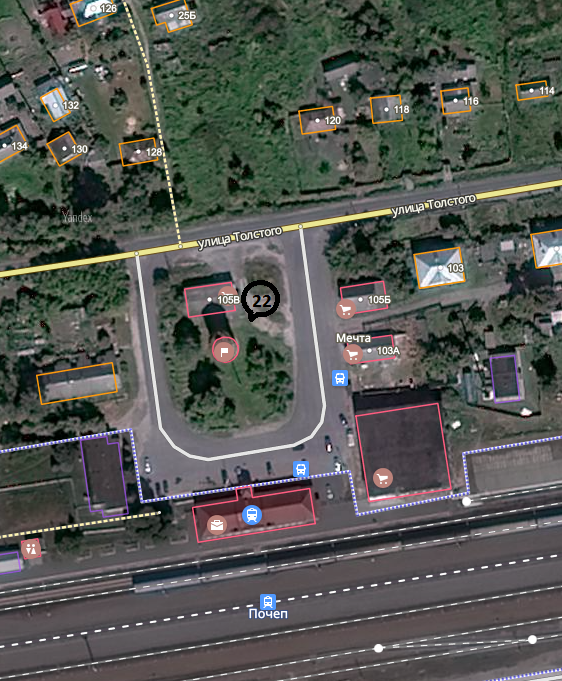 126
25Б
132
120
118
116
114
134
130
128
Yandex
улица Толстого
улица Толстого
103
105В
22
105Б
Мечта
103А
Почеп